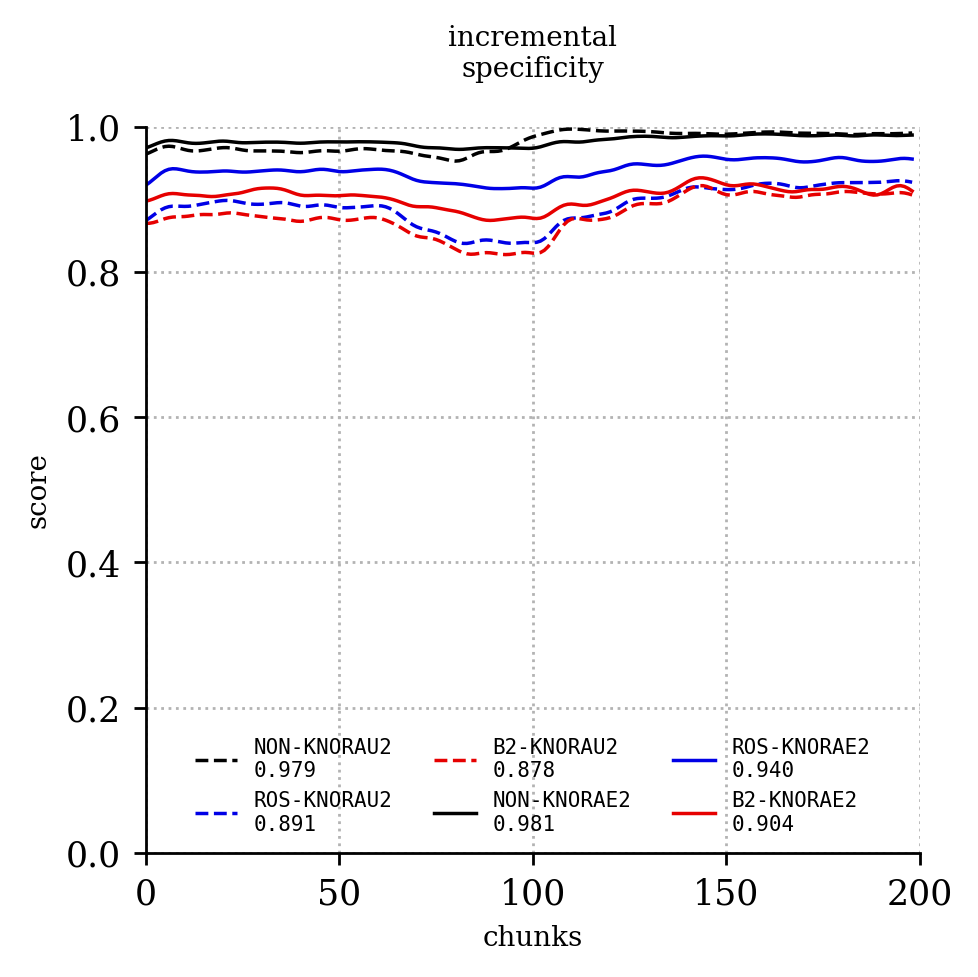 incremental
specificity
1.0
0.8
0.6
0.4
0.2
0.0
score
NON-KNORAU2
0.979
ROS-KNORAU2
0.891
B2-KNORAU2
0.878
NON-KNORAE2
0.981
ROS-KNORAE2
0.940
B2-KNORAE2
0.904
0 50 100 150 200
chunks